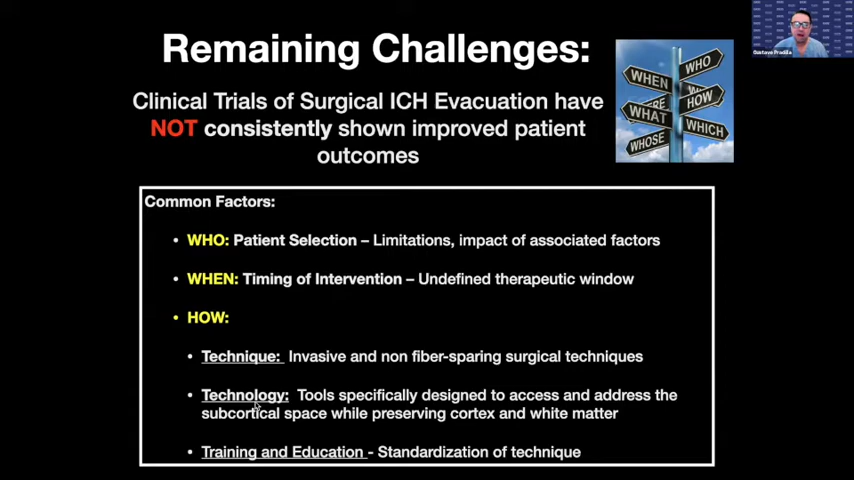 Remaining Challenges:
Clinical Trials of Surgical ICH Evacuation have
NOT consistently shown improved patient
outcomes
WHO
WHEN
HOW
WHAT
WHICH
WHOSE
Gustavo Pradilla
Common Factors:
• WHO: Patient Selection – Limitations, impact of associated factors
• WHEN: Timing of Intervention – Undefined therapeutic window
• HOW:
• Technique: Invasive and non fiber-sparing surgical techniques
• Technology: Tools specifically designed to access and address the
subcortical space while preserving cortex and white matter
• Training and Education - Standardization of technique